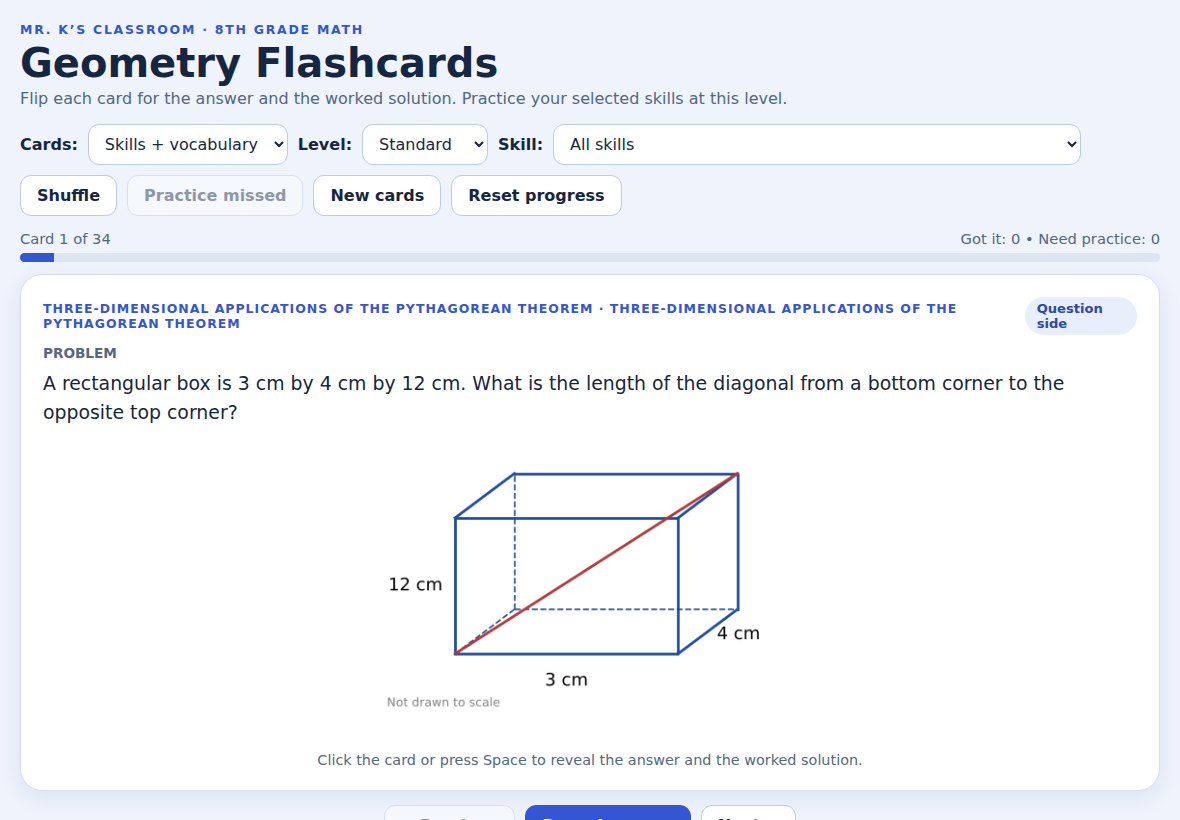 MR. K’S CLASSROOM · 8TH GRADE MATH
Geometry Flashcards
Flip each card for the answer and the worked solution. Practice your selected skills at this level.
Cards: Skills + vocabulary Level: Standard Skill: All skills
Shuffle Practice missed New cards Reset progress
Card 1 of 34 Got it: 0 • Need practice: 0
THREE-DIMENSIONAL APPLICATIONS OF THE PYTHAGOREAN THEOREM · THREE-DIMENSIONAL APPLICATIONS OF THE
PYTHAGOREAN THEOREM
Question
side
PROBLEM
A rectangular box is 3 cm by 4 cm by 12 cm. What is the length of the diagonal from a bottom corner to the
opposite top corner?
12 cm
4 cm
3 cm
Not drawn to scale
Click the card or press Space to reveal the answer and the worked solution.